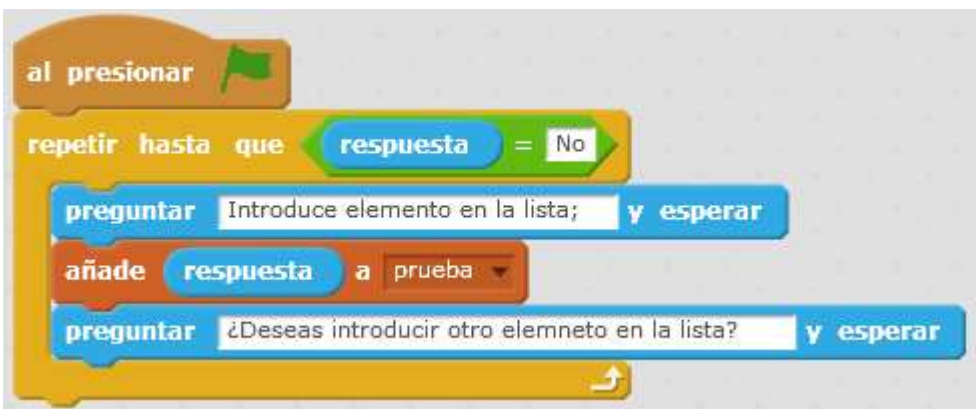 al presionar
repetir hasta que respuesta = No
preguntar Introduce elemento en la lista; y esperar
añade respuesta a prueba
preguntar ¿Deseas introducir otro elemneto en la lista? y esperar